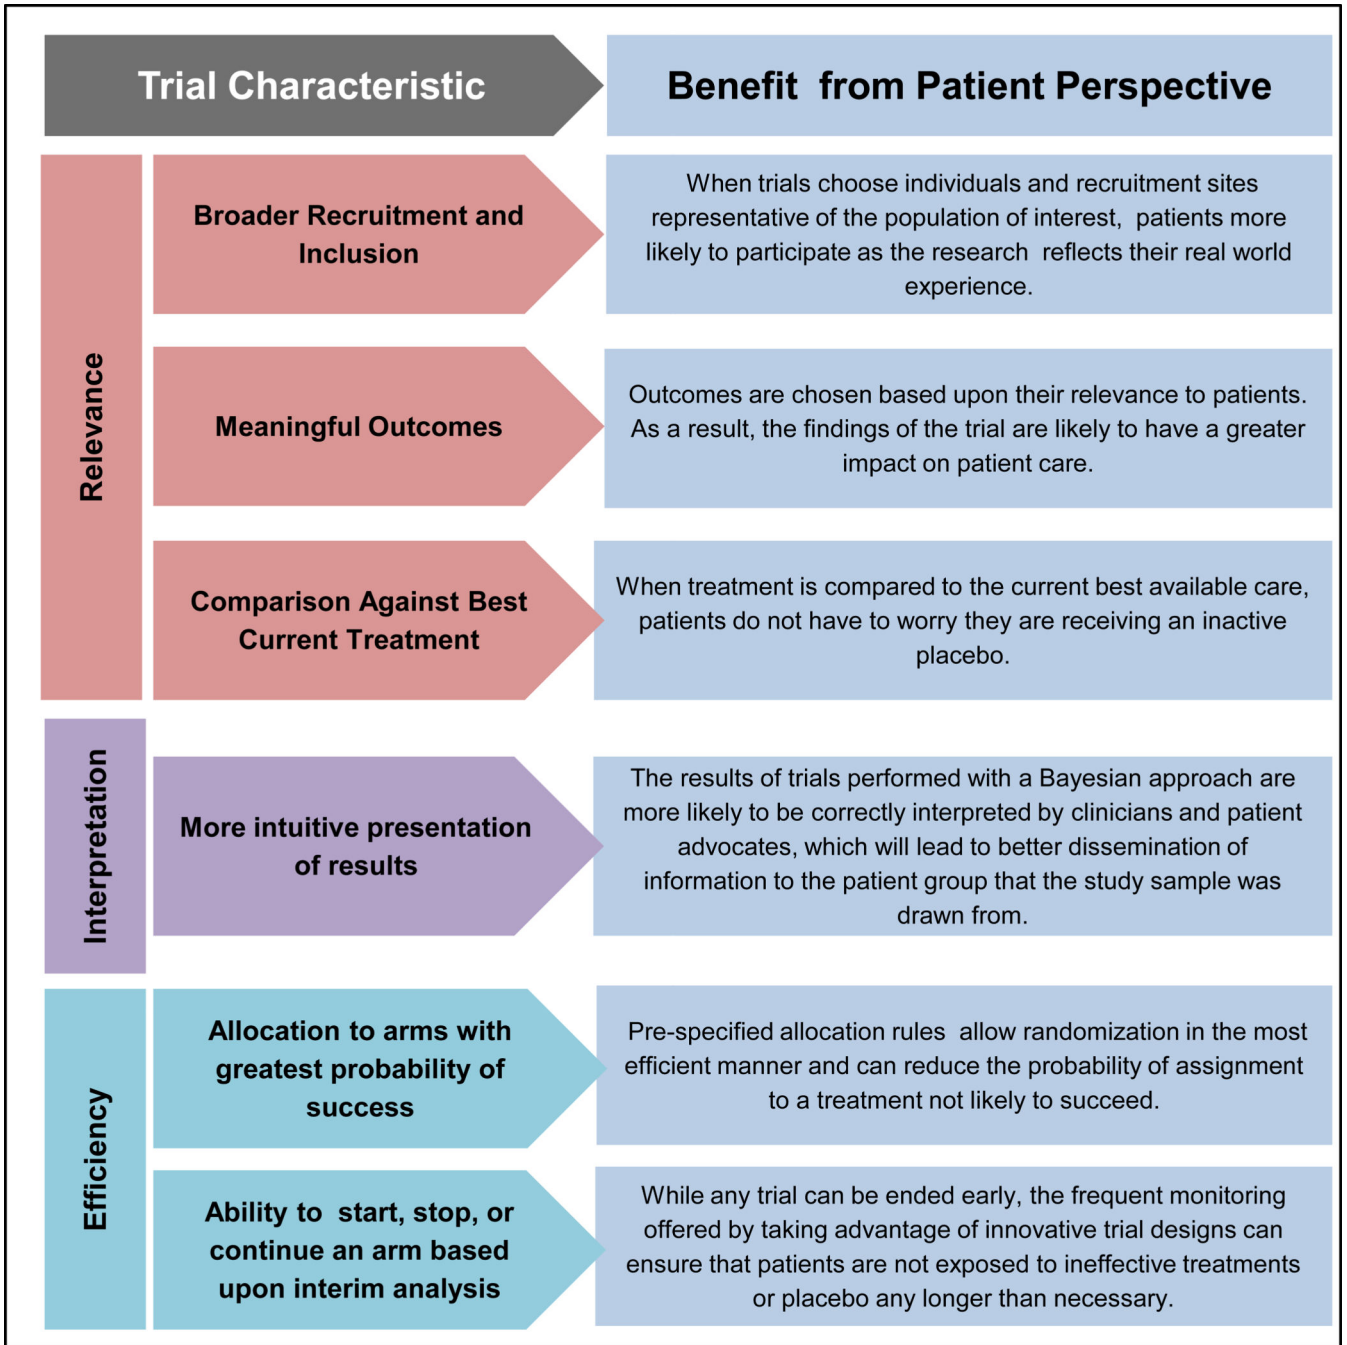 Trial Characteristic
Benefit from Patient Perspective
Relevance
Broader Recruitment and
Inclusion
When trials choose individuals and recruitment sites
representative of the population of interest, patients more
likely to participate as the research reflects their real world
experience.
Meaningful Outcomes
Outcomes are chosen based upon their relevance to patients.
As a result, the findings of the trial are likely to have a greater
impact on patient care.
Comparison Against Best
Current Treatment
When treatment is compared to the current best available care,
patients do not have to worry they are receiving an inactive
placebo.
Interpretation
More intuitive presentation
of results
The results of trials performed with a Bayesian approach are
more likely to be correctly interpreted by clinicians and patient
advocates, which will lead to better dissemination of
information to the patient group that the study sample was
drawn from.
Efficiency
Allocation to arms with
greatest probability of
success
Pre-specified allocation rules allow randomization in the most
efficient manner and can reduce the probability of assignment
to a treatment not likely to succeed.
Ability to start, stop, or
continue an arm based
upon interim analysis
While any trial can be ended early, the frequent monitoring
offered by taking advantage of innovative trial designs can
ensure that patients are not exposed to ineffective treatments
or placebo any longer than necessary.